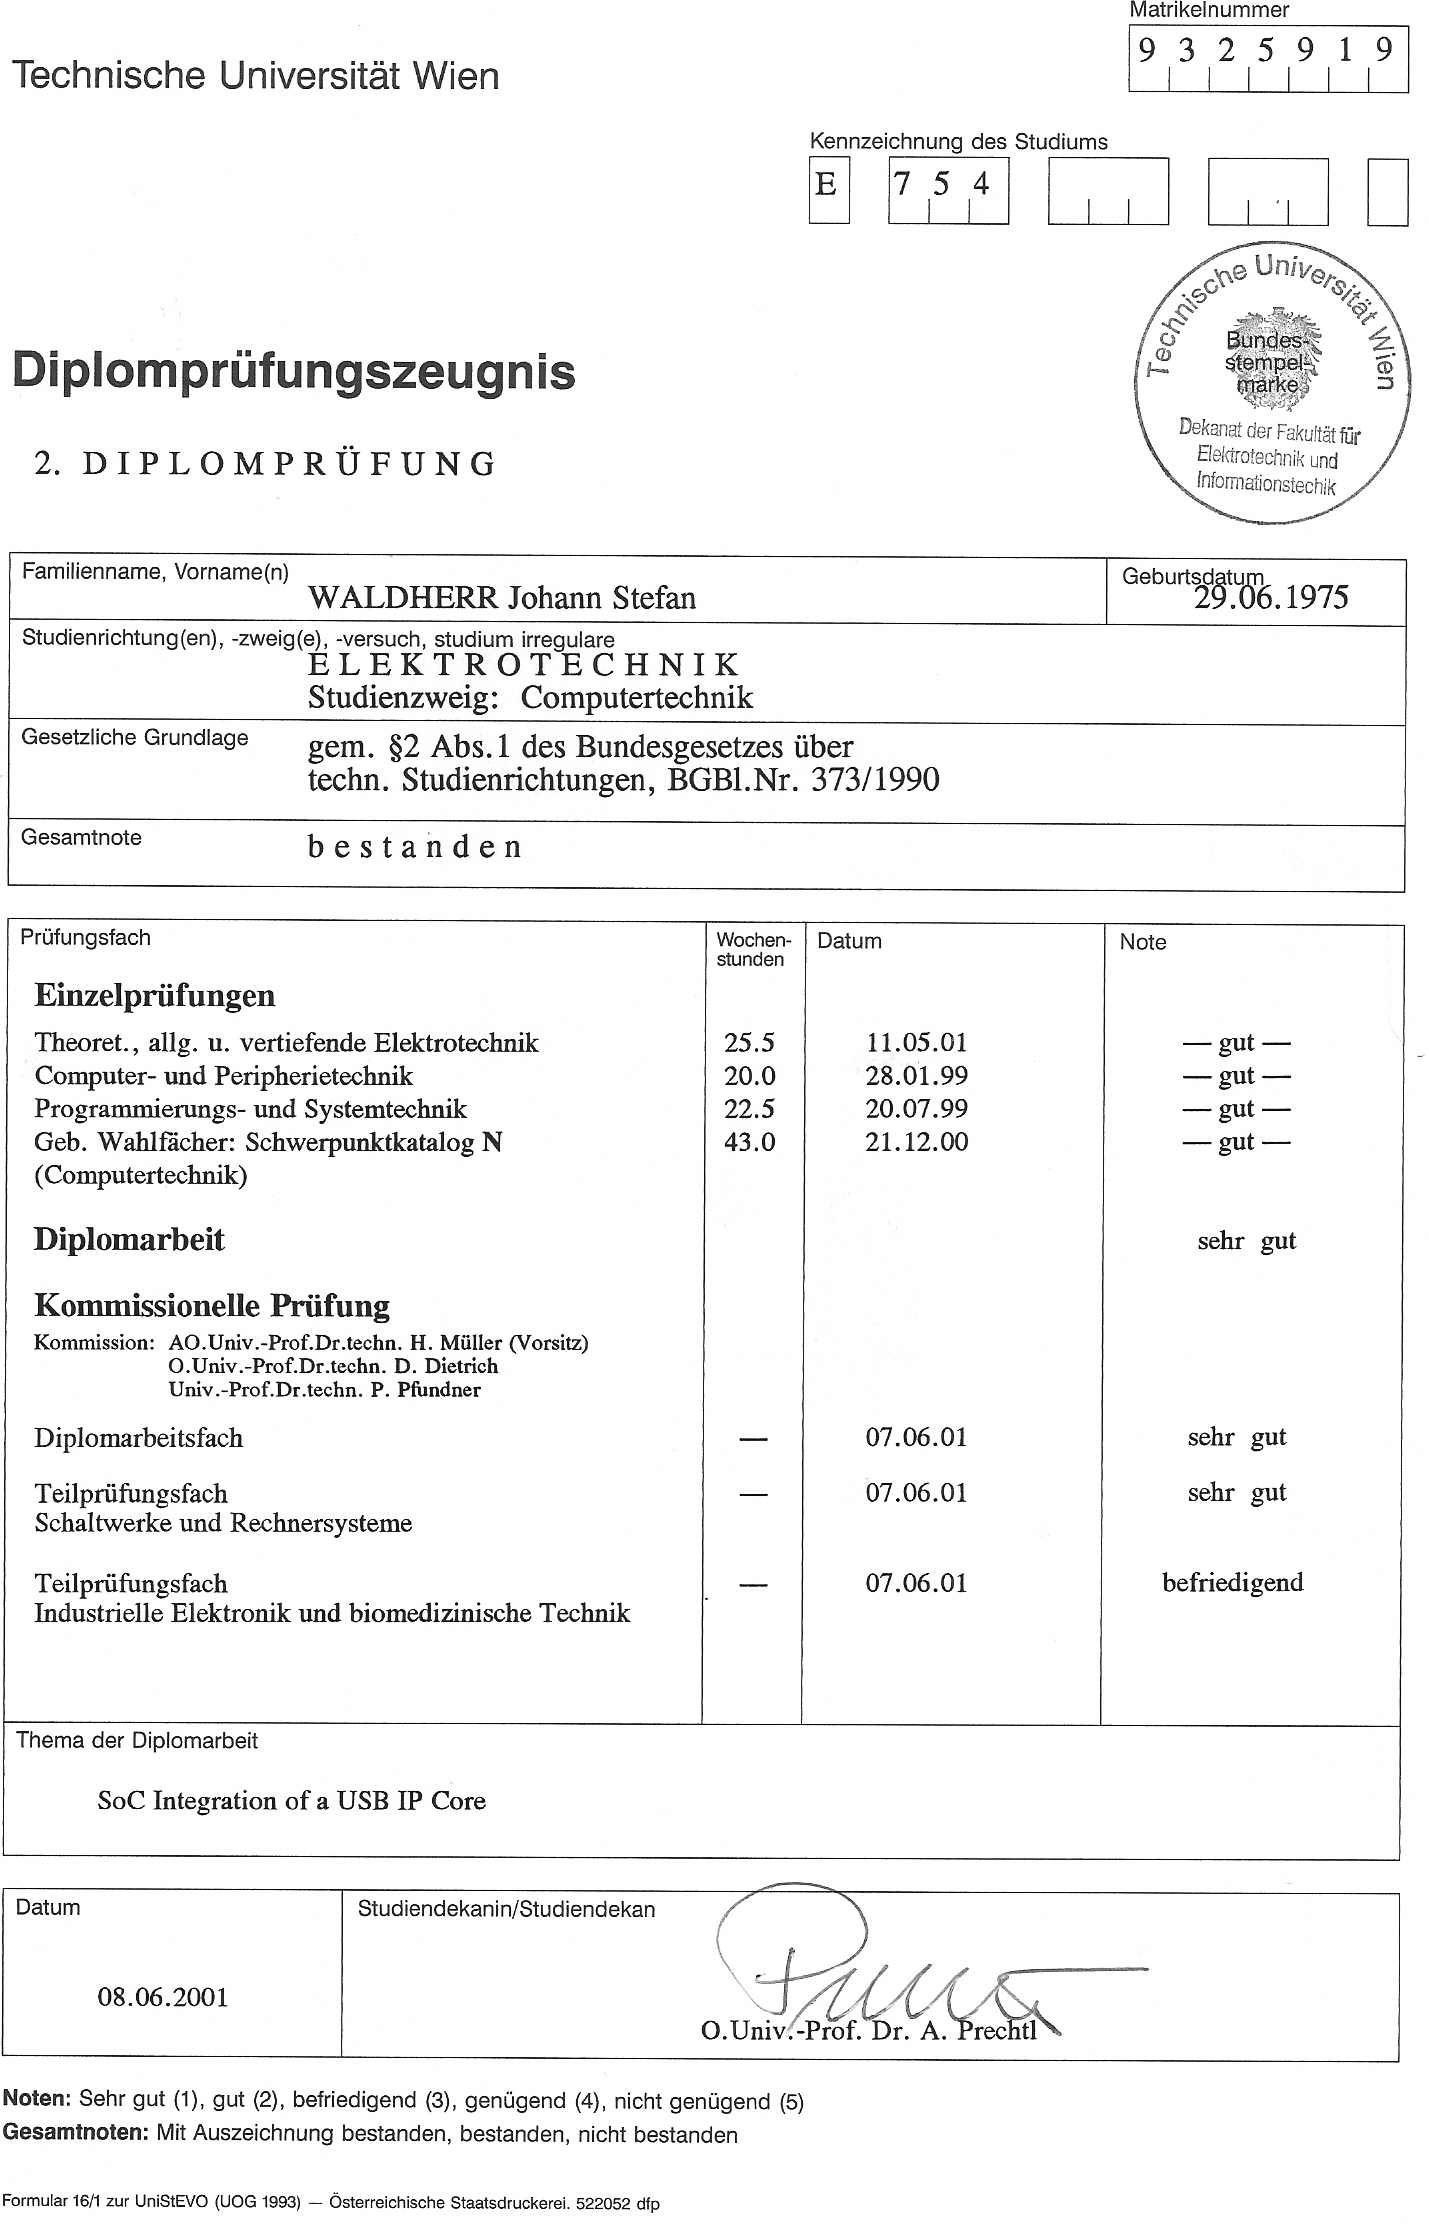 Matrikelnummer
9 3 2 5 9 1 9
Technische Universität Wien
Kennzeichnung des Studiums
E 7 5 4
Technische Universität Wien
Bundes-
stempel-
marke
Dekanat der Fakultät für
Elektrotechnik und
Informationstechik
Diplomprüfungszeugnis
2. DIPLOMPRÜFUNG
Familienname, Vorname(n)
WALDHERR Johann Stefan
Geburtsdatum
29.06.1975
Studienrichtung(en), -zweig(e), -versuch, studium irregulare
ELEKTROTECHNIK
Studienzweig: Computertechnik
Gesetzliche Grundlage
gem. §2 Abs.1 des Bundesgesetzes über
techn. Studienrichtungen, BGBl.Nr. 373/1990
Gesamtnote
bestanden
Prüfungsfach Wochen- Datum Note
stunden
Einzelprüfungen
Theoret., allg. u. vertiefende Elektrotechnik 25.5 11.05.01 — gut —
Computer- und Peripherietechnik 20.0 28.01.99 — gut —
Programmierungs- und Systemtechnik 22.5 20.07.99 — gut —
Geb. Wahlfächer: Schwerpunktkatalog N 43.0 21.12.00 — gut —
(Computertechnik)
Diplomarbeit sehr gut
Kommissionelle Prüfung
Kommission: AO.Univ.-Prof.Dr.techn. H. Müller (Vorsitz)
O.Univ.-Prof.Dr.techn. D. Dietrich
Univ.-Prof.Dr.techn. P. Pfundner
Diplomarbeitsfach — 07.06.01 sehr gut
Teilprüfungsfach — 07.06.01 sehr gut
Schaltwerke und Rechnersysteme
Teilprüfungsfach — 07.06.01 befriedigend
Industrielle Elektronik und biomedizinische Technik
Thema der Diplomarbeit
SoC Integration of a USB IP Core
Datum
08.06.2001
Studiendekanin/Studiendekan
O.Univ.-Prof. Dr. A. Prechtl
Noten: Sehr gut (1), gut (2), befriedigend (3), genügend (4), nicht genügend (5)
Gesamtnoten: Mit Auszeichnung bestanden, bestanden, nicht bestanden
Formular 16/1 zur UniStEVO (UOG 1993) — Österreichische Staatsdruckerei. 522052 dfp